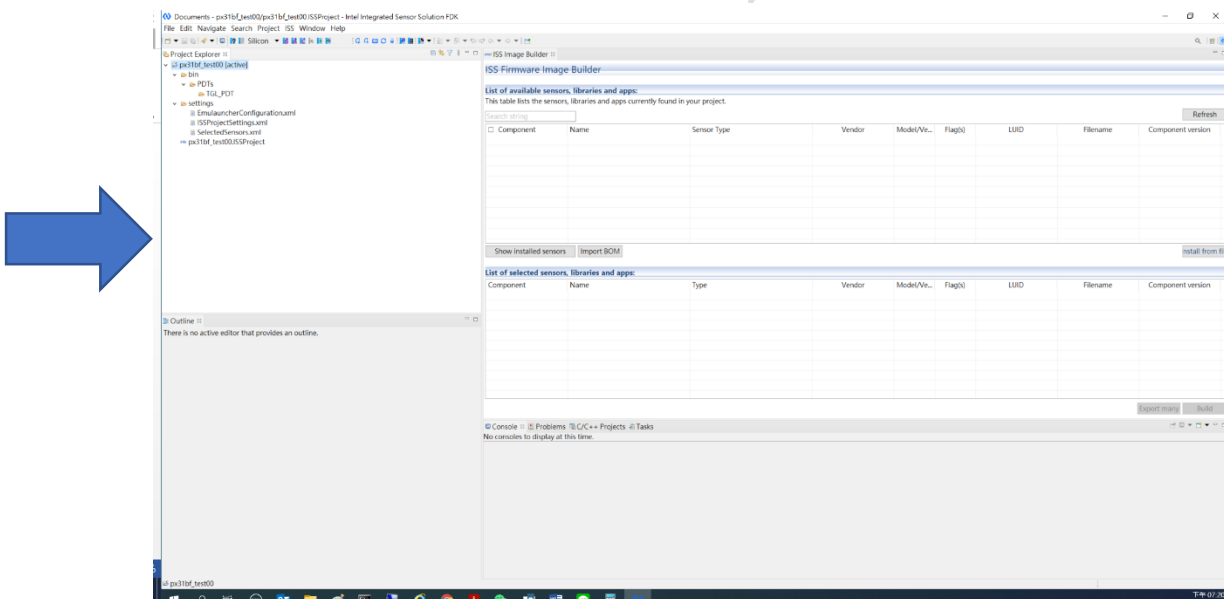 Documents - px31bf_test00/px31bf_test00.ISSProject - Intel Integrated Sensor Solution FDK
File Edit Navigate Search Project ISS Window Help
Silicon
Project Explorer
px31bf_test00 [active]
bin
PDTs
TGL_PDT
settings
EmulauncherConfiguration.xml
ISSProjectSettings.xml
SelectedSensors.xml
px31bf_test00.ISSProject
Outline
There is no active editor that provides an outline.
ISS Image Builder
ISS Firmware Image Builder
List of available sensors, libraries and apps:
This table lists the sensors, libraries and apps currently found in your project.
Search string
Refresh
Component Name Sensor Type Vendor Model/Ve... Flag(s) LUID Filename Component version
Show installed sensors Import BOM nstall from fi
List of selected sensors, libraries and apps:
Component Name Type Vendor Model/Ve... Flag(s) LUID Filename Component version
Export many Build
Console Problems C/C++ Projects Tasks
No consoles to display at this time.
px31bf_test00
下午 07:20